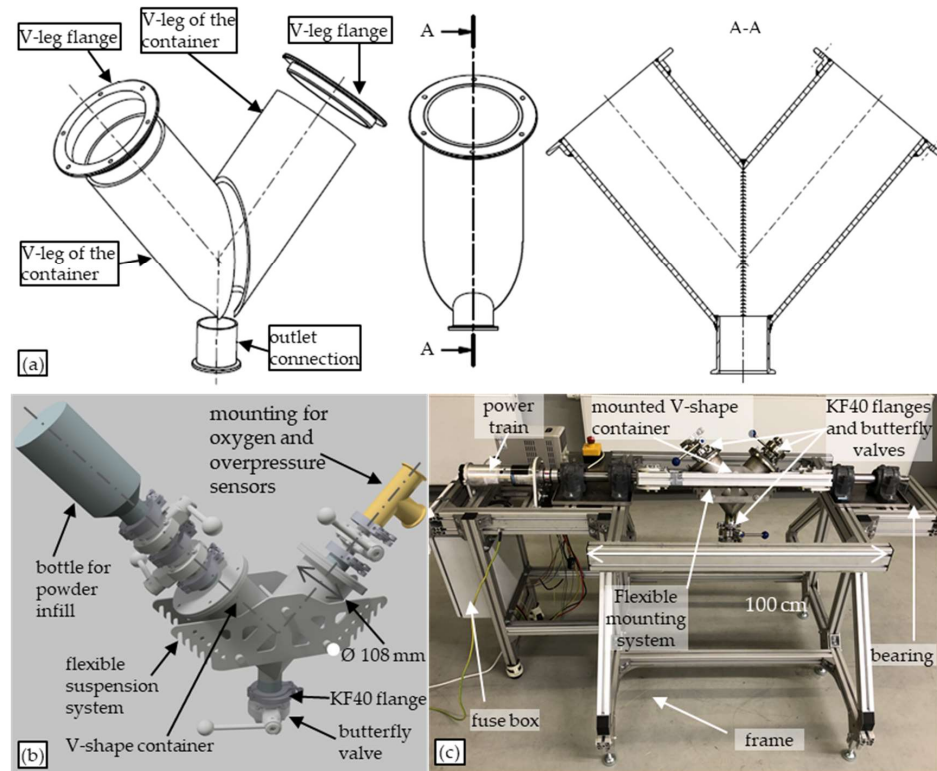 V-leg flange
V-leg of the
container
V-leg flange
V-leg of the
container
outlet
connection
(a)
A
A
A-A
mounting for
oxygen and
overpressure
sensors
bottle for
powder
infill
Ø 108 mm
flexible
suspension
system
KF40 flange
V-shape container
butterfly
valve
(b)
power
train
mounted V-shape
container
KF40 flanges
and butterfly
valves
Flexible
mounting
system
100 cm
bearing
fuse box
frame
(c)